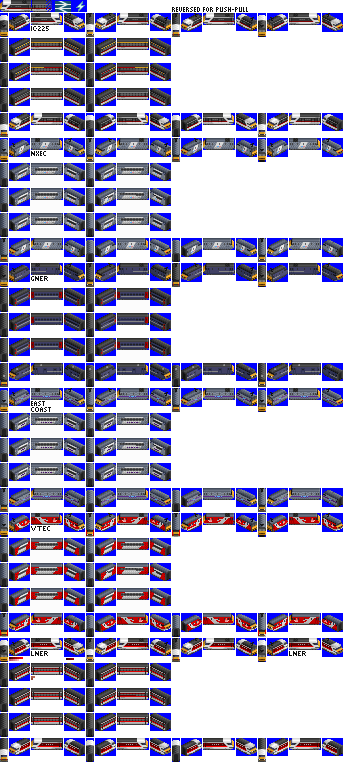 REVERSED FOR PUSH-PULL
IC225
NXEC
GNER
EAST
COAST
VTEC
LNER
LNER